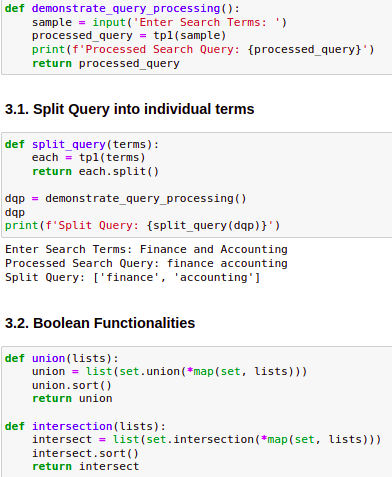 def demonstrate_query_processing():
    sample = input('Enter Search Terms: ')
    processed_query = tp1(sample)
    print(f'Processed Search Query: {processed_query}')
    return processed_query
3.1. Split Query into individual terms
def split_query(terms):
    each = tp1(terms)
    return each.split()
dqp = demonstrate_query_processing()
dqp
print(f'Split Query: {split_query(dqp)}')
Enter Search Terms: Finance and Accounting
Processed Search Query: finance accounting
Split Query: ['finance', 'accounting']
3.2. Boolean Functionalities
def union(lists):
    union = list(set.union(*map(set, lists)))
    union.sort()
    return union
def intersection(lists):
    intersect = list(set.intersection(*map(set, lists)))
    intersect.sort()
    return intersect